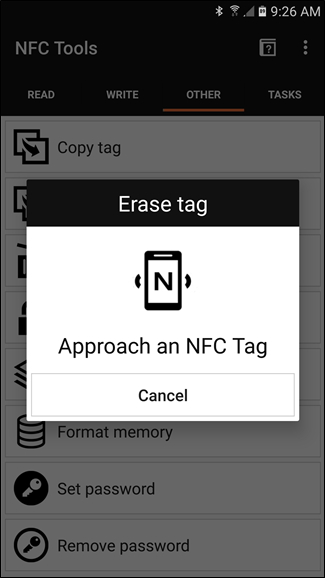 9:26 AM
NFC Tools
READ WRITE OTHER TASKS
Copy tag
Erase tag
N
Approach an NFC Tag
Cancel
Format memory
Set password
Remove password